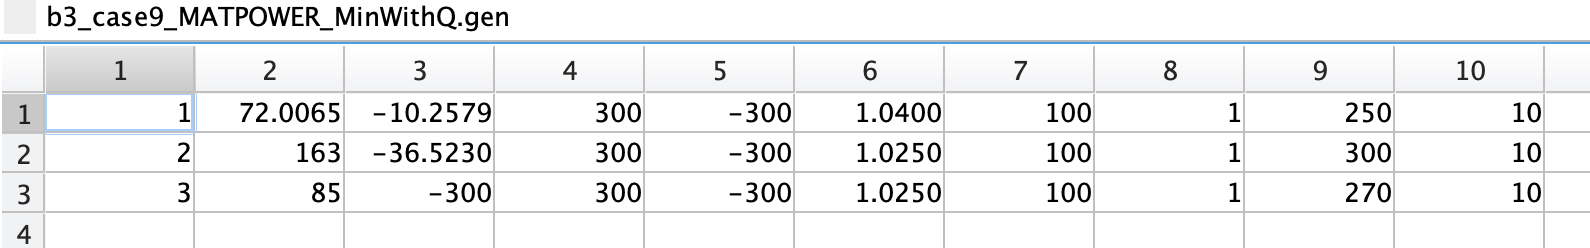 b3_case9_MATPOWER_MinWithQ.gen
1 2 3 4 5 6 7 8 9 10
1 1 72.0065 -10.2579 300 -300 1.0400 100 1 250 10
2 2 163 -36.5230 300 -300 1.0250 100 1 300 10
3 3 85 -300 300 -300 1.0250 100 1 270 10
4